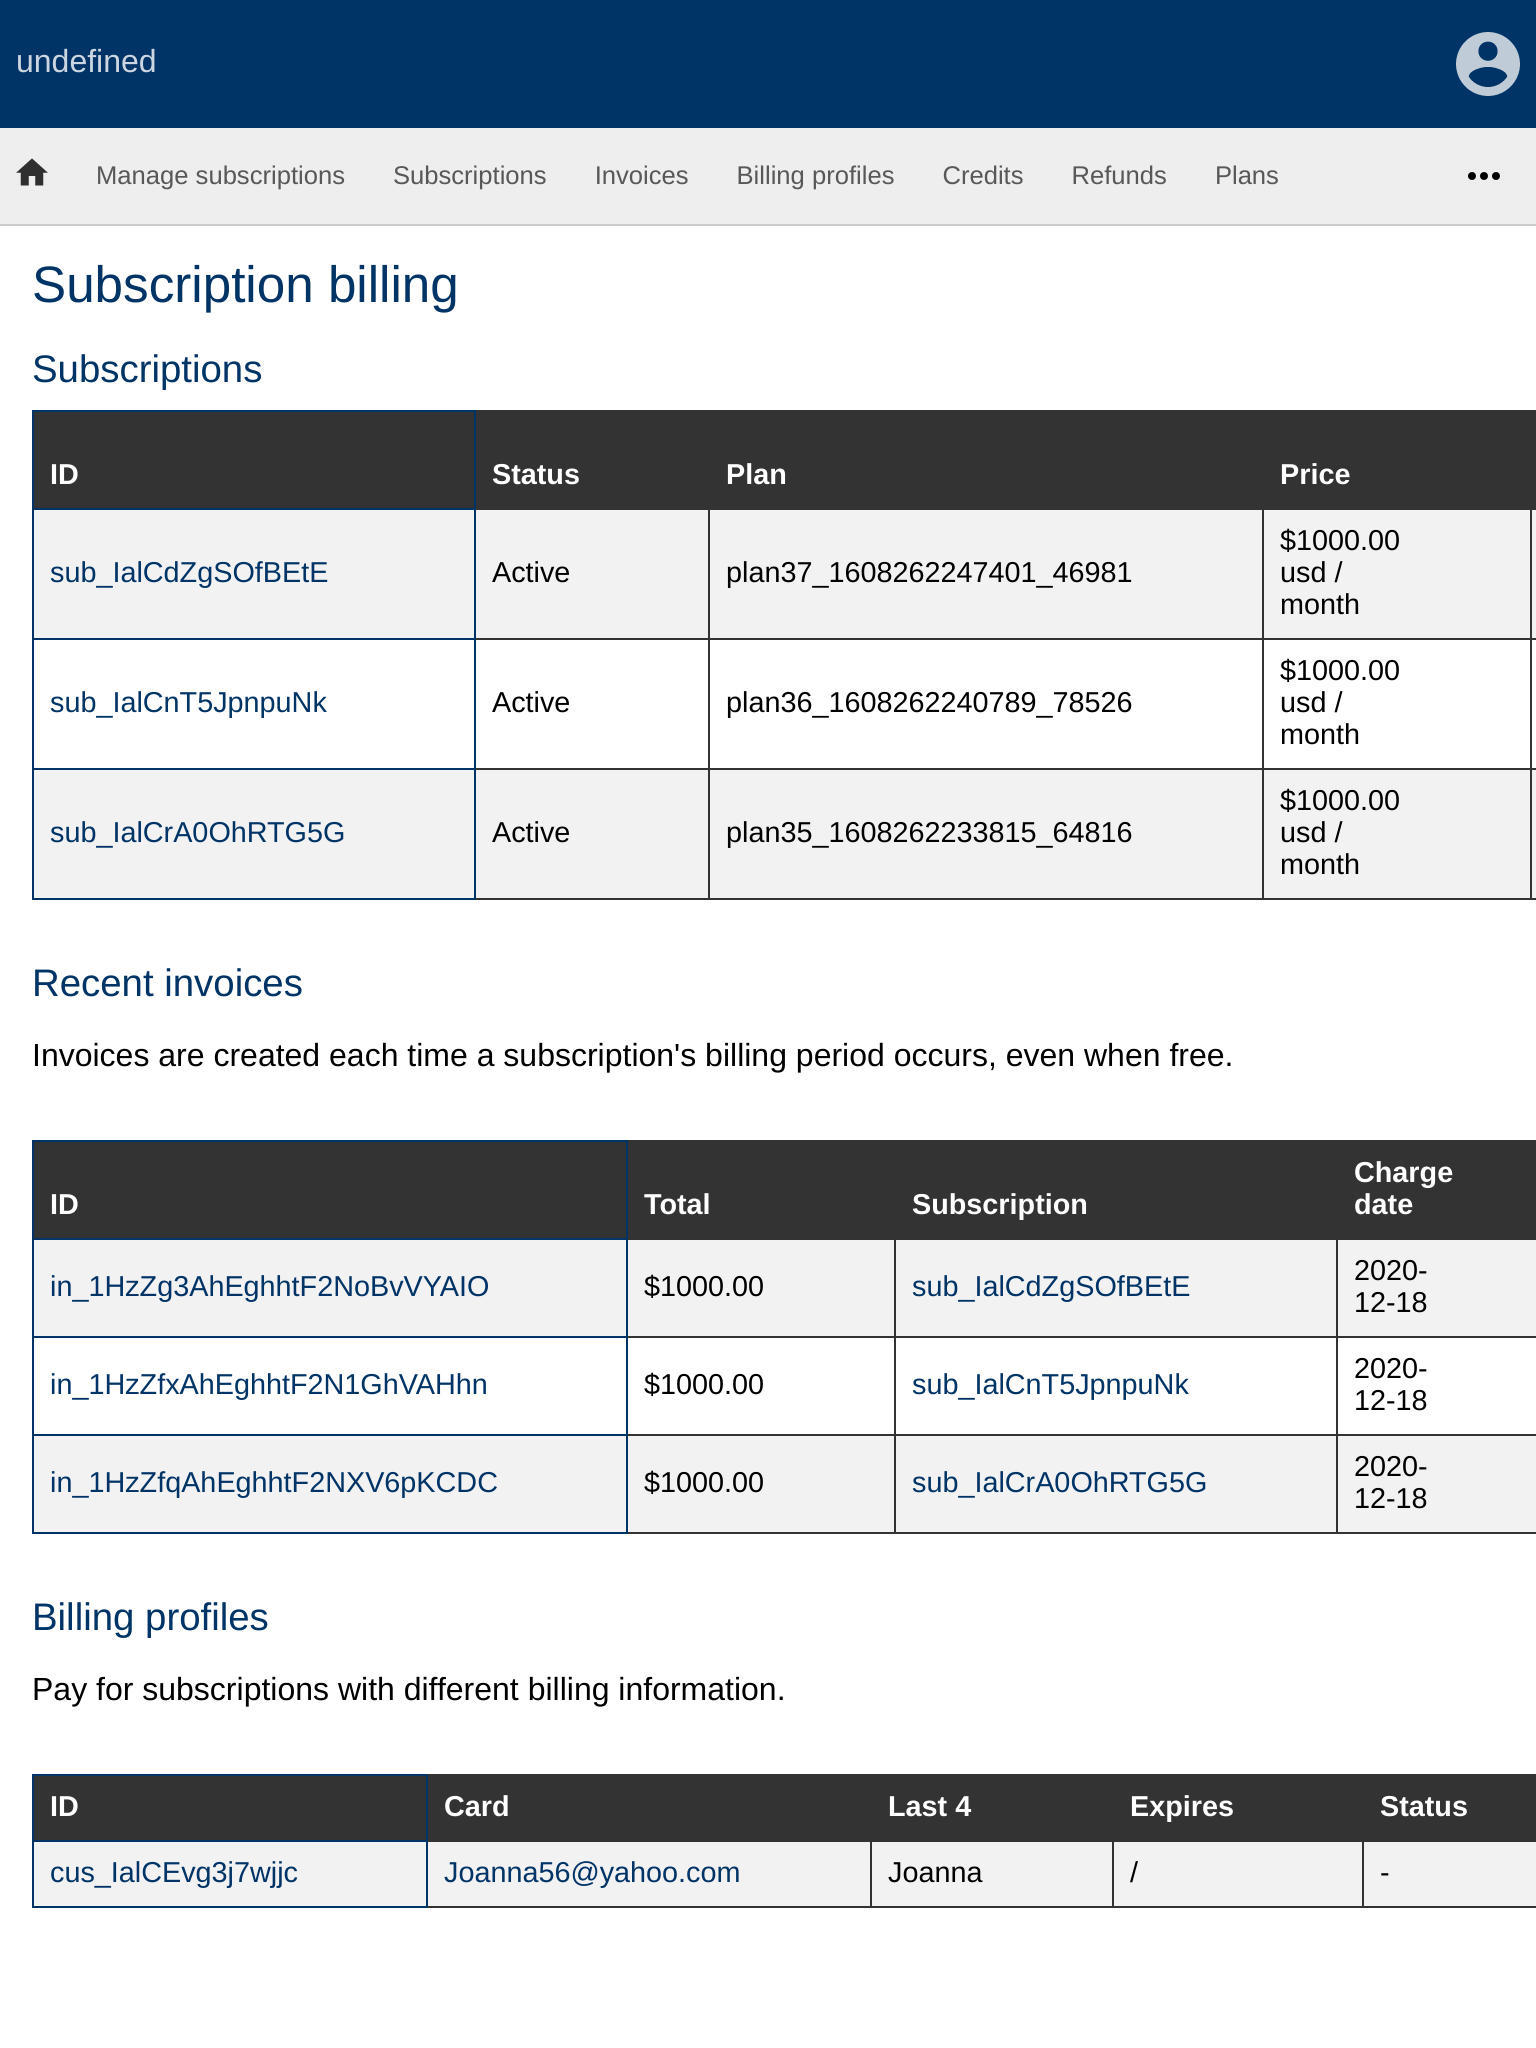 undefined
Manage subscriptions Subscriptions Invoices Billing profiles Credits Refunds Plans
Subscription billing
Subscriptions
ID Status Plan Price
sub_IalCdZgSOfBEtE Active plan37_1608262247401_46981 $1000.00
usd /
month
sub_IalCnT5JpnpuNk Active plan36_1608262240789_78526 $1000.00
usd /
month
sub_IalCrA0OhRTG5G Active plan35_1608262233815_64816 $1000.00
usd /
month
Recent invoices
Invoices are created each time a subscription's billing period occurs, even when free.
ID Total Subscription Charge
date
in_1HzZg3AhEghhtF2NoBvVYAIO $1000.00 sub_IalCdZgSOfBEtE 2020-
12-18
in_1HzZfxAhEghhtF2N1GhVAHhn $1000.00 sub_IalCnT5JpnpuNk 2020-
12-18
in_1HzZfqAhEghhtF2NXV6pKCDC $1000.00 sub_IalCrA0OhRTG5G 2020-
12-18
Billing profiles
Pay for subscriptions with different billing information.
ID Card Last 4 Expires Status
cus_IalCEvg3j7wjjc Joanna56@yahoo.com Joanna / -